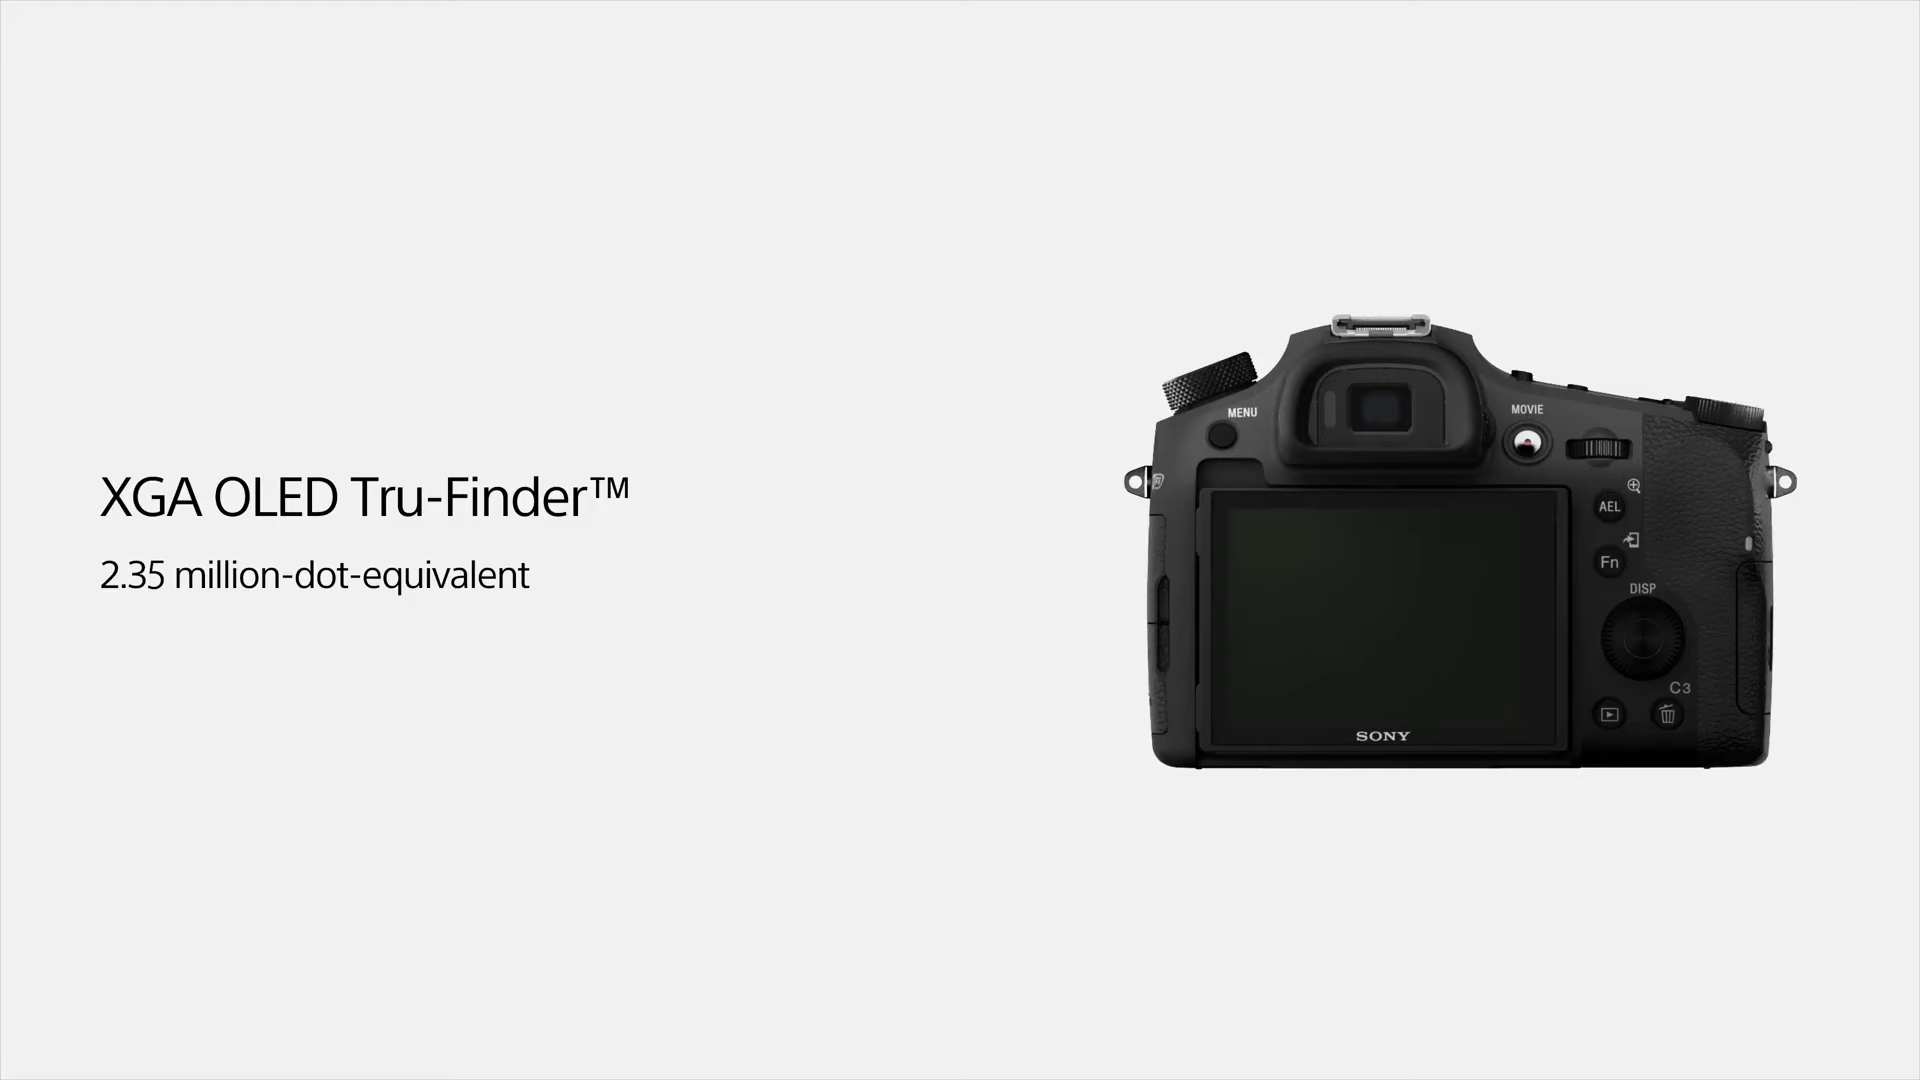 XGA OLED Tru-Finder™
2.35 million-dot-equivalent
MENU
MOVIE
AEL
Fn
DISP
C3
SONY